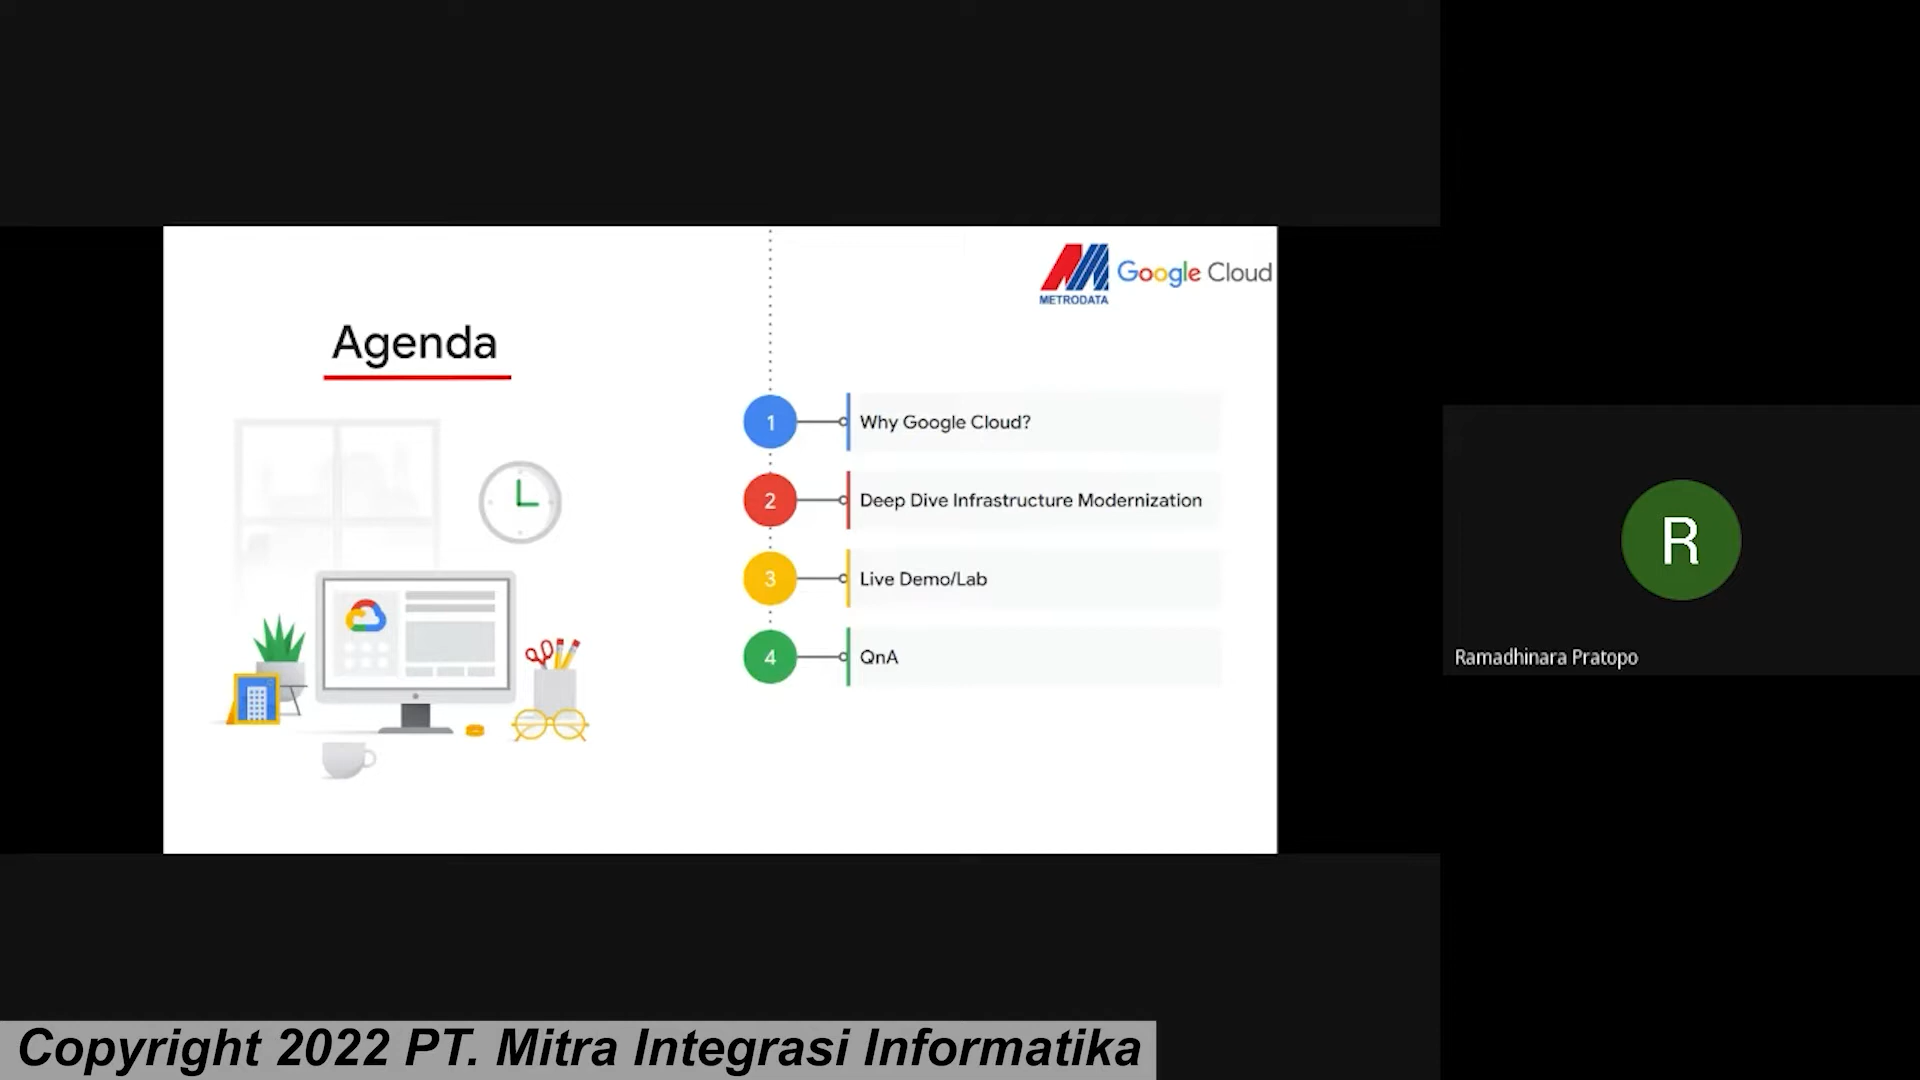 METRODATA
Google Cloud
Agenda
1 Why Google Cloud?
2 Deep Dive Infrastructure Modernization
3 Live Demo/Lab
4 QnA
R
Ramadhinara Pratopo
Copyright 2022 PT. Mitra Integrasi Informatika